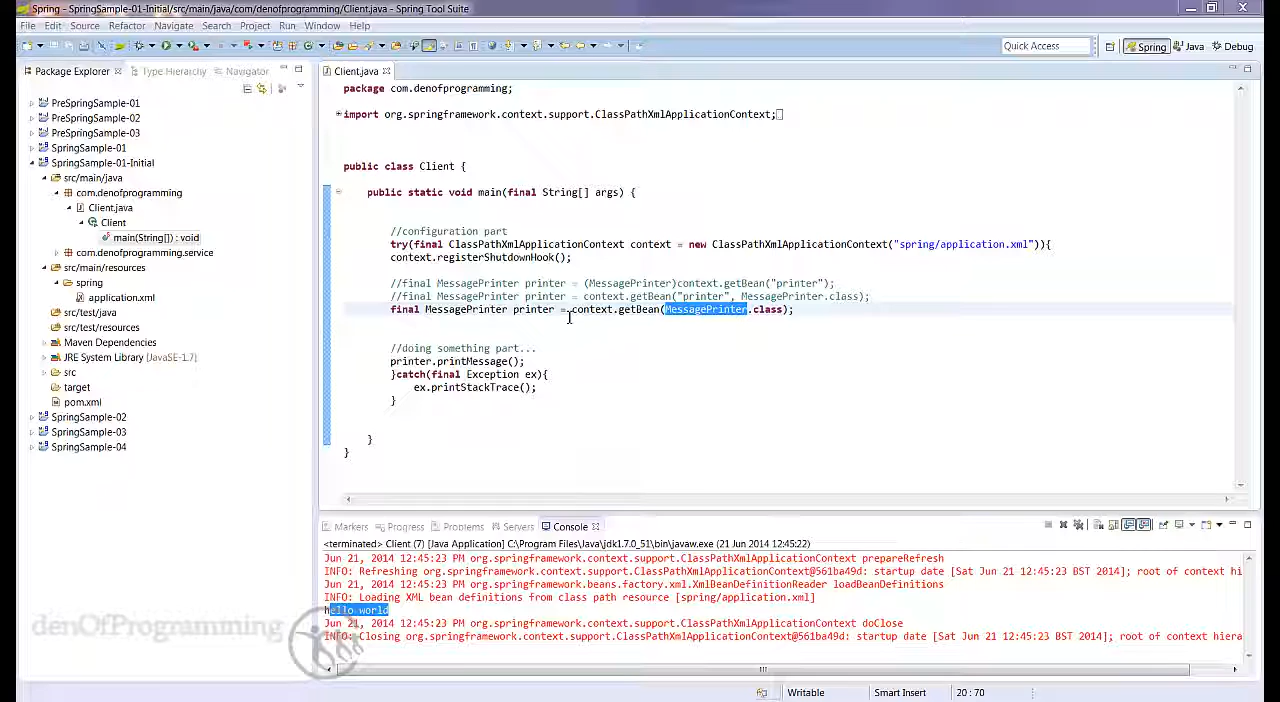 Spring - SpringSample-01-Initial/src/main/java/com/denofprogramming/Client.java - Spring Tool Suite
File Edit Source Refactor Navigate Search Project Run Window Help
Quick Access Spring Java Debug
Package Explorer Type Hierarchy Navigator
PreSpringSample-01
PreSpringSample-02
PreSpringSample-03
SpringSample-01
SpringSample-01-Initial
src/main/java
com.denofprogramming
Client.java
Client
main(String[]) : void
com.denofprogramming.service
src/main/resources
spring
application.xml
src/test/java
src/test/resources
Maven Dependencies
JRE System Library [JavaSE-1.7]
src
target
pom.xml
SpringSample-02
SpringSample-03
SpringSample-04
Client.java
package com.denofprogramming;
import org.springframework.context.support.ClassPathXmlApplicationContext;
public class Client {
public static void main(final String[] args) {
//configuration part
try(final ClassPathXmlApplicationContext context = new ClassPathXmlApplicationContext("spring/application.xml")){
context.registerShutdownHook();
//final MessagePrinter printer = (MessagePrinter)context.getBean("printer");
//final MessagePrinter printer = context.getBean("printer", MessagePrinter.class);
final MessagePrinter printer = context.getBean(MessagePrinter.class);
//doing something part...
printer.printMessage();
}catch(final Exception ex){
ex.printStackTrace();
}
}
}
Markers Progress Problems Servers Console
<terminated> Client (7) [Java Application] C:\Program Files\Java\jdk1.7.0_51\bin\javaw.exe (21 Jun 2014 12:45:22)
Jun 21, 2014 12:45:23 PM org.springframework.context.support.ClassPathXmlApplicationContext prepareRefresh
INFO: Refreshing org.springframework.context.support.ClassPathXmlApplicationContext@561ba49d: startup date [Sat Jun 21 12:45:23 BST 2014]; root of context hi
Jun 21, 2014 12:45:23 PM org.springframework.beans.factory.xml.XmlBeanDefinitionReader loadBeanDefinitions
INFO: Loading XML bean definitions from class path resource [spring/application.xml]
hello world
Jun 21, 2014 12:45:23 PM org.springframework.context.support.ClassPathXmlApplicationContext doClose
INFO: Closing org.springframework.context.support.ClassPathXmlApplicationContext@561ba49d: startup date [Sat Jun 21 12:45:23 BST 2014]; root of context hiera
denOfProgramming
Writable Smart Insert 20 : 70